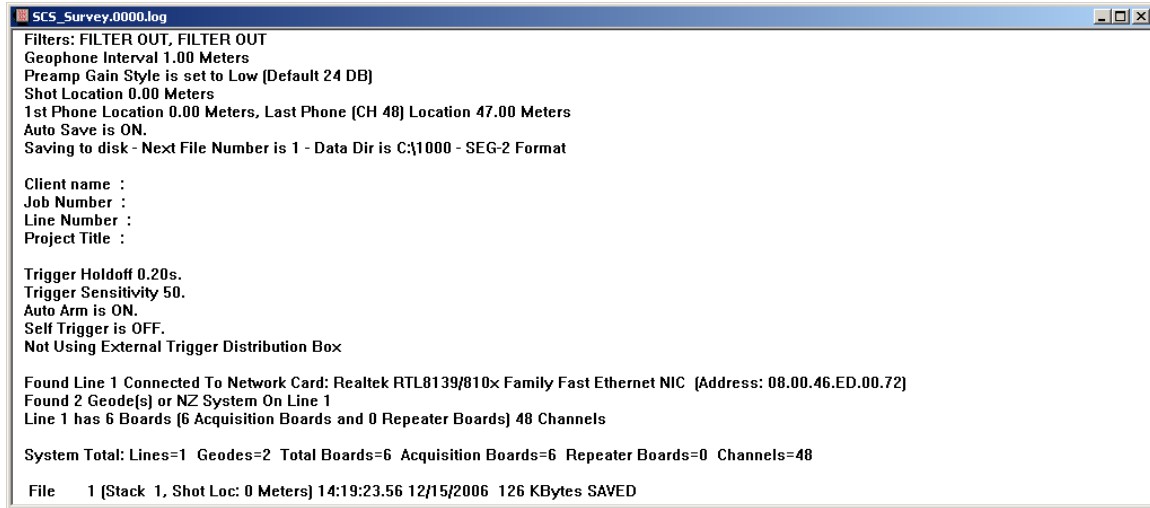 SCS_Survey.0000.log
Filters: FILTER OUT, FILTER OUT
Geophone Interval 1.00 Meters
Preamp Gain Style is set to Low (Default 24 DB)
Shot Location 0.00 Meters
1st Phone Location 0.00 Meters, Last Phone (CH 48) Location 47.00 Meters
Auto Save is ON.
Saving to disk - Next File Number is 1 - Data Dir is C:\1000 - SEG-2 Format
Client name :
Job Number :
Line Number :
Project Title :
Trigger Holdoff 0.20s.
Trigger Sensitivity 50.
Auto Arm is ON.
Self Trigger is OFF.
Not Using External Trigger Distribution Box
Found Line 1 Connected To Network Card: Realtek RTL8139/810x Family Fast Ethernet NIC (Address: 08.00.46.ED.00.72)
Found 2 Geode(s) or NZ System On Line 1
Line 1 has 6 Boards (6 Acquisition Boards and 0 Repeater Boards) 48 Channels
System Total: Lines=1 Geodes=2 Total Boards=6 Acquisition Boards=6 Repeater Boards=0 Channels=48
File 1 (Stack 1, Shot Loc: 0 Meters) 14:19:23.56 12/15/2006 126 KBytes SAVED